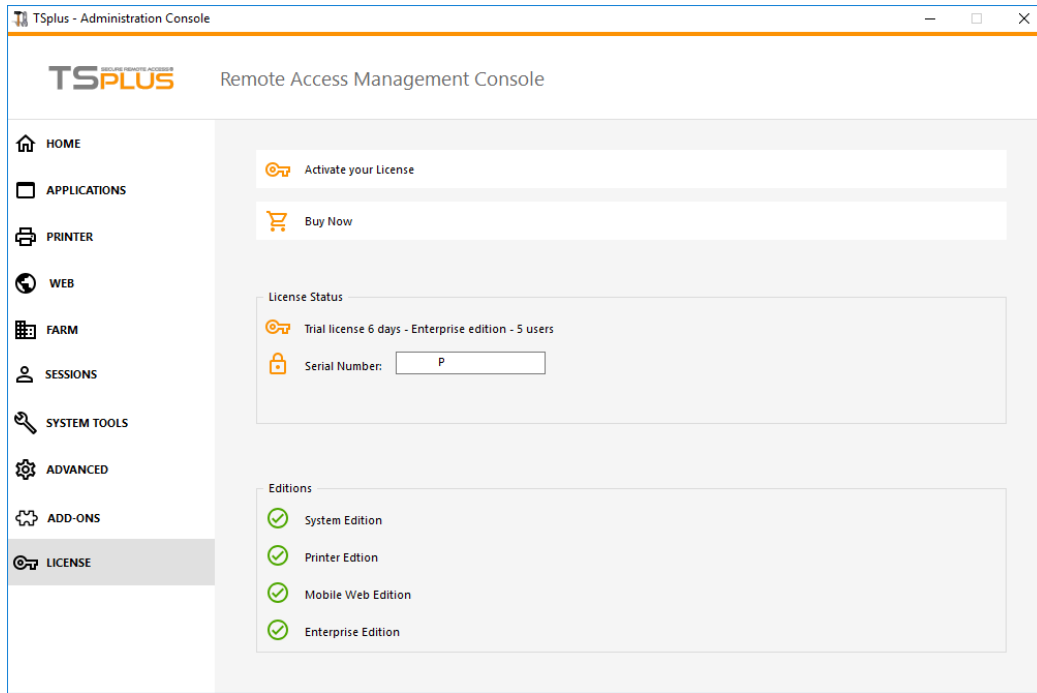 TSplus - Administration Console
SECURE REMOTE ACCESS®
TSPLUS
Remote Access Management Console
HOME
APPLICATIONS
PRINTER
WEB
FARM
SESSIONS
SYSTEM TOOLS
ADVANCED
ADD-ONS
LICENSE
Activate your License
Buy Now
License Status
Trial license 6 days - Enterprise edition - 5 users
Serial Number: P
Editions
System Edition
Printer Edtion
Mobile Web Edition
Enterprise Edition